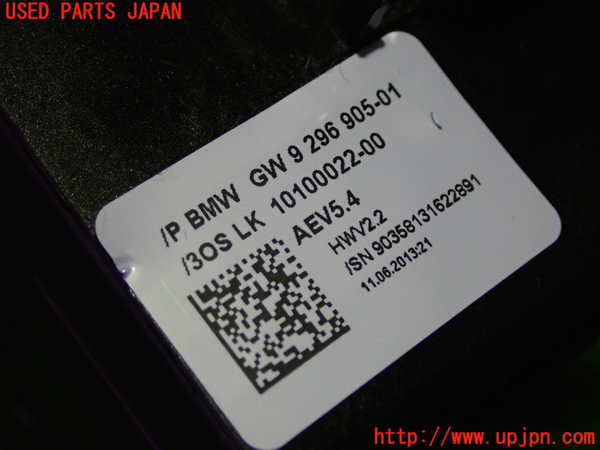 USED PARTS JAPAN
/P BMW GW 9 296 905-01
/3OS LK 10100022-00
AEV5.4
HWV2.2
/SN 90358131622891
11.06.2013:21
http://www.upjpn.com/